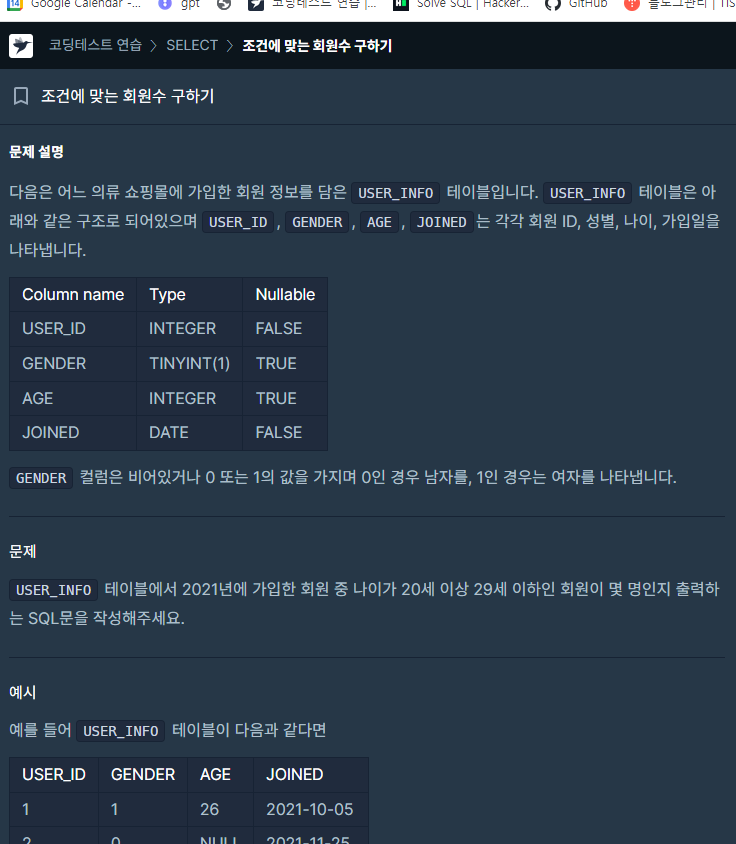 Google Calendar -...
gpt
코딩테스트 연습 |...
Solve SQL | Hacker...
GitHub
블로그관리 | TIS
코딩테스트 연습 > SELECT > 조건에 맞는 회원수 구하기
조건에 맞는 회원수 구하기
문제 설명
다음은 어느 의류 쇼핑몰에 가입한 회원 정보를 담은 USER_INFO 테이블입니다. USER_INFO 테이블은 아
래와 같은 구조로 되어있으며 USER_ID, GENDER, AGE, JOINED는 각각 회원 ID, 성별, 나이, 가입일을
나타냅니다.
Column name Type Nullable
USER_ID INTEGER FALSE
GENDER TINYINT(1) TRUE
AGE INTEGER TRUE
JOINED DATE FALSE
GENDER 컬럼은 비어있거나 0 또는 1의 값을 가지며 0인 경우 남자를, 1인 경우는 여자를 나타냅니다.
문제
USER_INFO 테이블에서 2021년에 가입한 회원 중 나이가 20세 이상 29세 이하인 회원이 몇 명인지 출력하
는 SQL문을 작성해주세요.
예시
예를 들어 USER_INFO 테이블이 다음과 같다면
USER_ID GENDER AGE JOINED
1 1 26 2021-10-05
2 0 NULL 2021-11-25